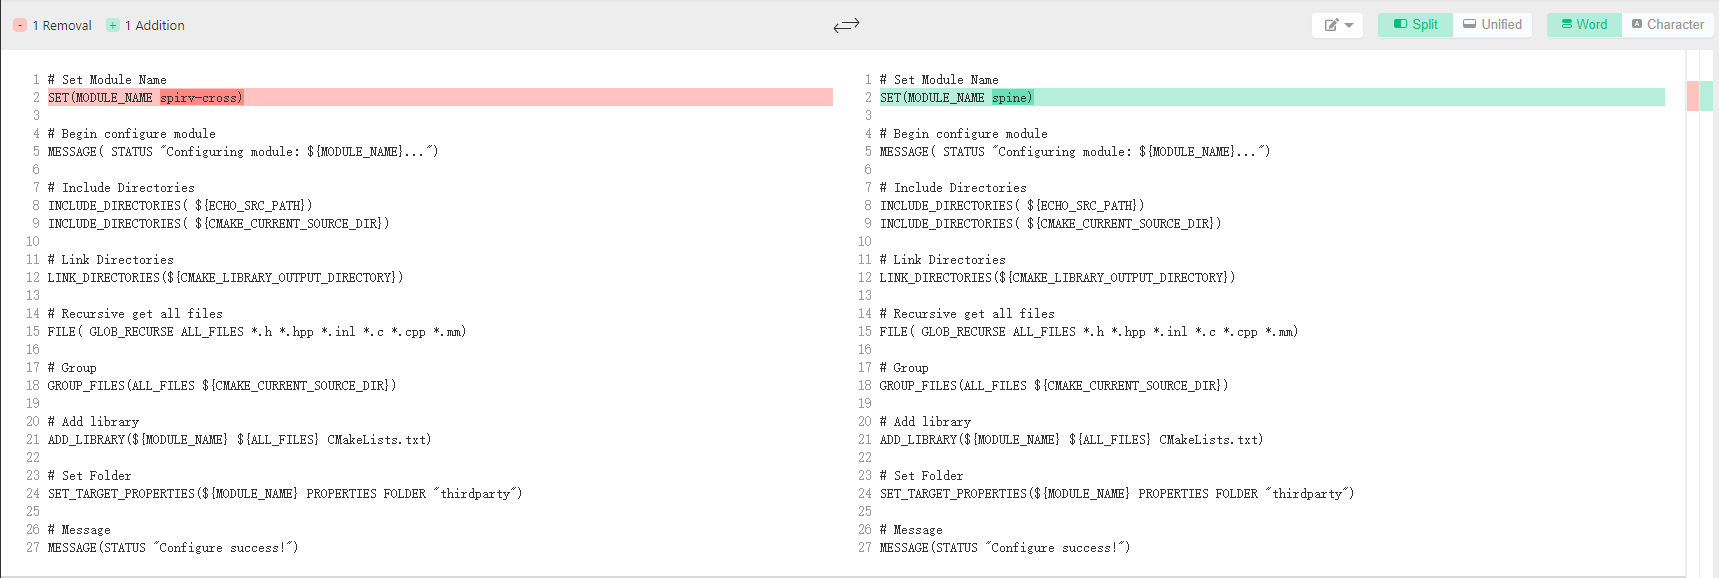 - 1 Removal + 1 Addition
Split Unified Word A Character
1 # Set Module Name
2 SET(MODULE_NAME spirv-cross)
3
4 # Begin configure module
5 MESSAGE( STATUS "Configuring module: ${MODULE_NAME}...")
6
7 # Include Directories
8 INCLUDE_DIRECTORIES( ${ECHO_SRC_PATH})
9 INCLUDE_DIRECTORIES( ${CMAKE_CURRENT_SOURCE_DIR})
10
11 # Link Directories
12 LINK_DIRECTORIES(${CMAKE_LIBRARY_OUTPUT_DIRECTORY})
13
14 # Recursive get all files
15 FILE( GLOB_RECURSE ALL_FILES *.h *.hpp *.inl *.c *.cpp *.mm)
16
17 # Group
18 GROUP_FILES(ALL_FILES ${CMAKE_CURRENT_SOURCE_DIR})
19
20 # Add library
21 ADD_LIBRARY(${MODULE_NAME} ${ALL_FILES} CMakeLists.txt)
22
23 # Set Folder
24 SET_TARGET_PROPERTIES(${MODULE_NAME} PROPERTIES FOLDER "thirdparty")
25
26 # Message
27 MESSAGE(STATUS "Configure success!")
1 # Set Module Name
2 SET(MODULE_NAME spine)
3
4 # Begin configure module
5 MESSAGE( STATUS "Configuring module: ${MODULE_NAME}...")
6
7 # Include Directories
8 INCLUDE_DIRECTORIES( ${ECHO_SRC_PATH})
9 INCLUDE_DIRECTORIES( ${CMAKE_CURRENT_SOURCE_DIR})
10
11 # Link Directories
12 LINK_DIRECTORIES(${CMAKE_LIBRARY_OUTPUT_DIRECTORY})
13
14 # Recursive get all files
15 FILE( GLOB_RECURSE ALL_FILES *.h *.hpp *.inl *.c *.cpp *.mm)
16
17 # Group
18 GROUP_FILES(ALL_FILES ${CMAKE_CURRENT_SOURCE_DIR})
19
20 # Add library
21 ADD_LIBRARY(${MODULE_NAME} ${ALL_FILES} CMakeLists.txt)
22
23 # Set Folder
24 SET_TARGET_PROPERTIES(${MODULE_NAME} PROPERTIES FOLDER "thirdparty")
25
26 # Message
27 MESSAGE(STATUS "Configure success!")